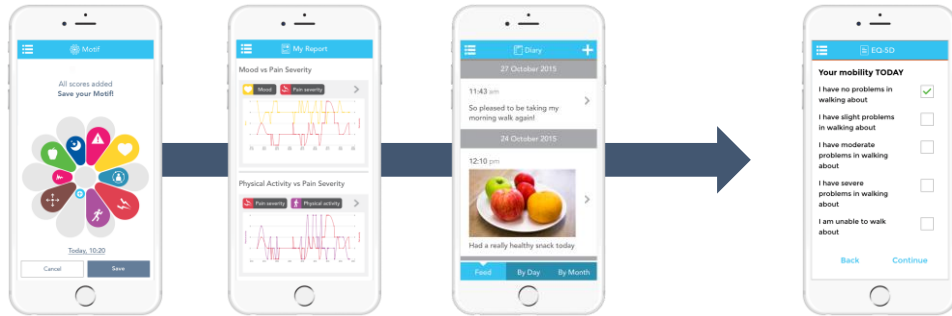 Motif
All scores added
Save your Motif!
Today, 10:20
Cancel
Save
My Report
Mood vs Pain Severity
Mood
Pain severity
Physical Activity vs Pain Severity
Pain severity
Physical activity
Diary
27 October 2015
11:43 pm
So pleased to be taking my
morning walk again!
24 October 2015
12:10 pm
Had a really healthy snack today
Feed
By Day
By Month
EQ-5D
Your mobility TODAY
I have no problems in
walking about
I have slight problems
in walking about
I have moderate
problems in walking
about
I have severe
problems in walking
about
I am unable to walk
about
Back
Continue